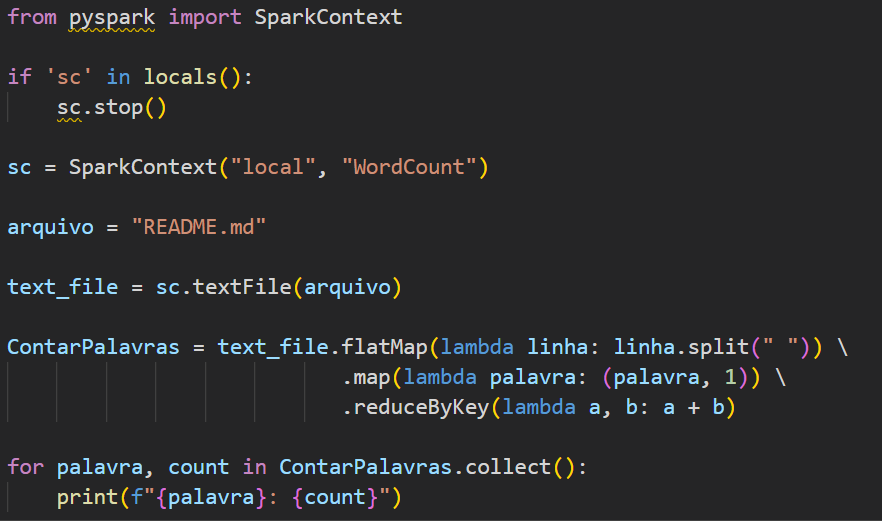 from pyspark import SparkContext
if 'sc' in locals():
    sc.stop()
sc = SparkContext("local", "WordCount")
arquivo = "README.md"
text_file = sc.textFile(arquivo)
ContarPalavras = text_file.flatMap(lambda linha: linha.split(" ")) \
                           .map(lambda palavra: (palavra, 1)) \
                           .reduceByKey(lambda a, b: a + b)
for palavra, count in ContarPalavras.collect():
    print(f"{palavra}: {count}")